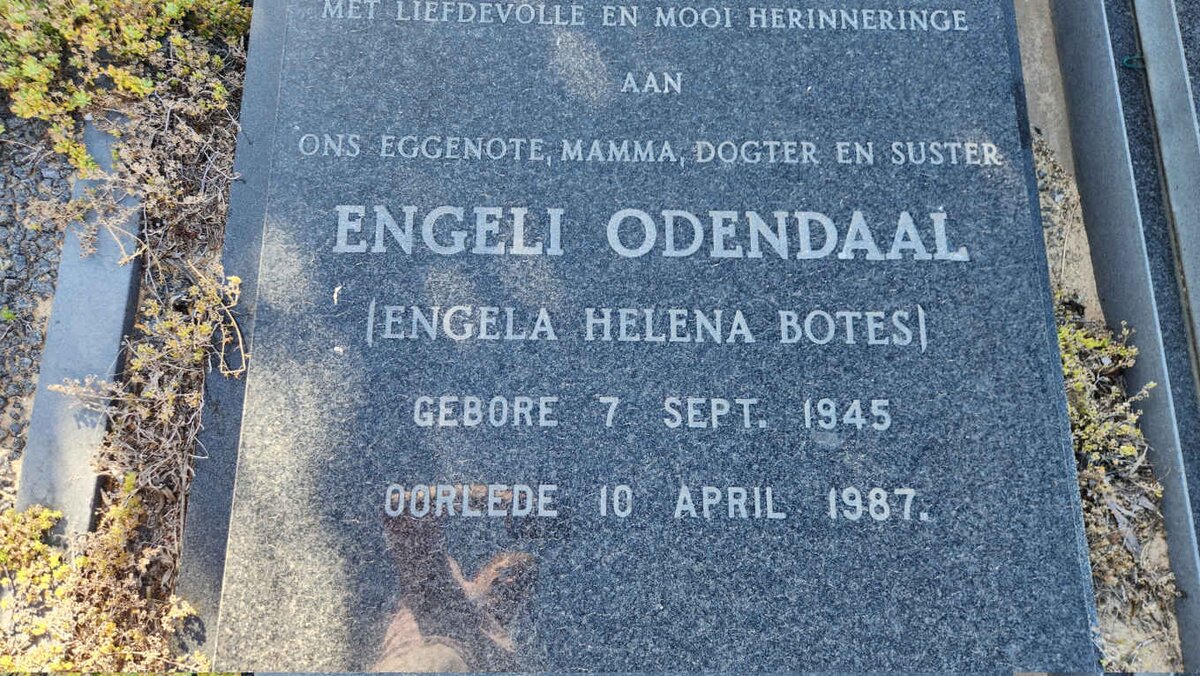 MET LIEFDEVOLLE EN MOOI HERINNERINGE
AAN
ONS EGGENOTE, MAMMA, DOGTER EN SUSTER
ENGELI ODENDAAL
(ENGELA HELENA BOTES)
GEBORE 7 SEPT. 1945
OORLEDE 10 APRIL 1987.